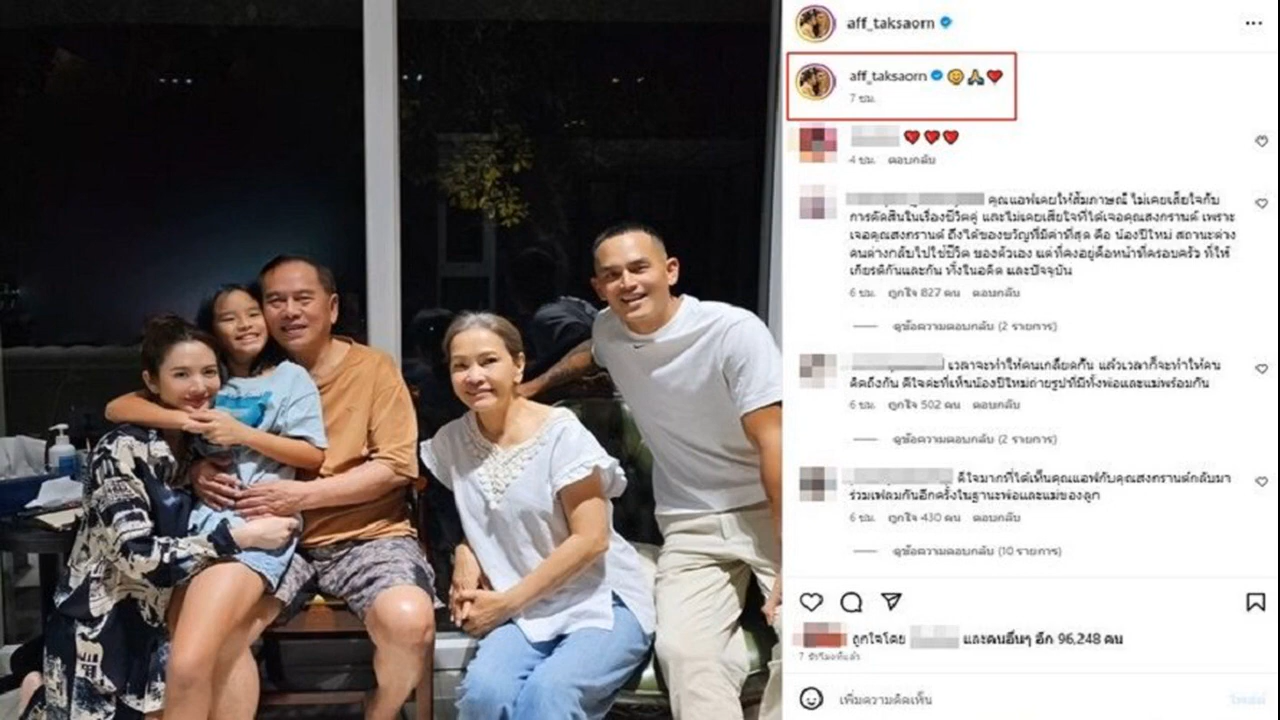 aff_taksaorn
aff_taksaorn 😊🙏❤️
7 ชม.
❤️❤️❤️
4 ชม. ตอบกลับ
คุณแอฟเคยให้สัมภาษณ์ ไม่เคยเสียใจกับ
การตัดสินในเรื่องชีวิตคู่ และไม่เคยเสียใจที่ได้เจอคุณสงกรานต์ เพราะ
เจอคุณสงกรานต์ ถึงได้ของขวัญที่มีค่าที่สุด คือ น้องปีใหม่ สถานะต่าง
คนต่างกลับไปใช้ชีวิต ของตัวเอง แต่ที่คงอยู่คือหน้าที่ครอบครัว ที่ให้
เกียรติกันและกัน ทั้งในอดีต และปัจจุบัน
6 ชม. ถูกใจ 827 คน ตอบกลับ
ดูข้อความตอบกลับ (2 รายการ)
เวลาจะทำให้คนเกลียดกัน แล้วเวลาก็จะทำให้คน
คิดถึงกัน ดีใจค่ะที่เห็นน้องปีใหม่ถ่ายรูปที่มีทั้งพ่อและแม่พร้อมกัน
6 ชม. ถูกใจ 502 คน ตอบกลับ
ดูข้อความตอบกลับ (2 รายการ)
ดีใจมากที่ได้เห็นคุณแอฟกับคุณสงกรานต์กลับมา
ร่วมเฟลมกันอีกครั้งในฐานะพ่อและแม่ของลูก
6 ชม. ถูกใจ 430 คน ตอบกลับ
ดูข้อความตอบกลับ (10 รายการ)
ถูกใจโดย และคนอื่นๆ อีก 96,248 คน
7 ชั่วโมงที่แล้ว
เพิ่มความคิดเห็น
โพสต์